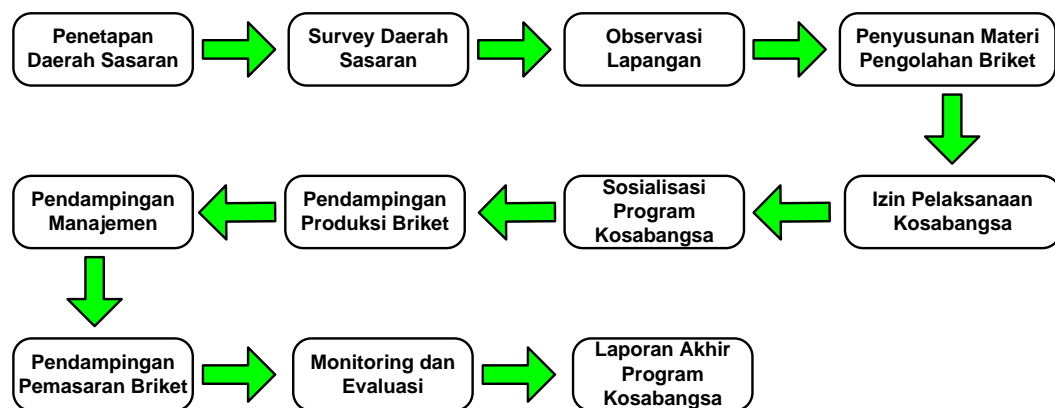 Penetapan
Daerah Sasaran
Survey Daerah
Sasaran
Observasi
Lapangan
Penyusunan Materi
Pengolahan Briket
Izin Pelaksanaan
Kosabangsa
Sosialisasi
Program
Kosabangsa
Pendampingan
Produksi Briket
Pendampingan
Manajemen
Pendampingan
Pemasaran Briket
Monitoring dan
Evaluasi
Laporan Akhir
Program
Kosabangsa